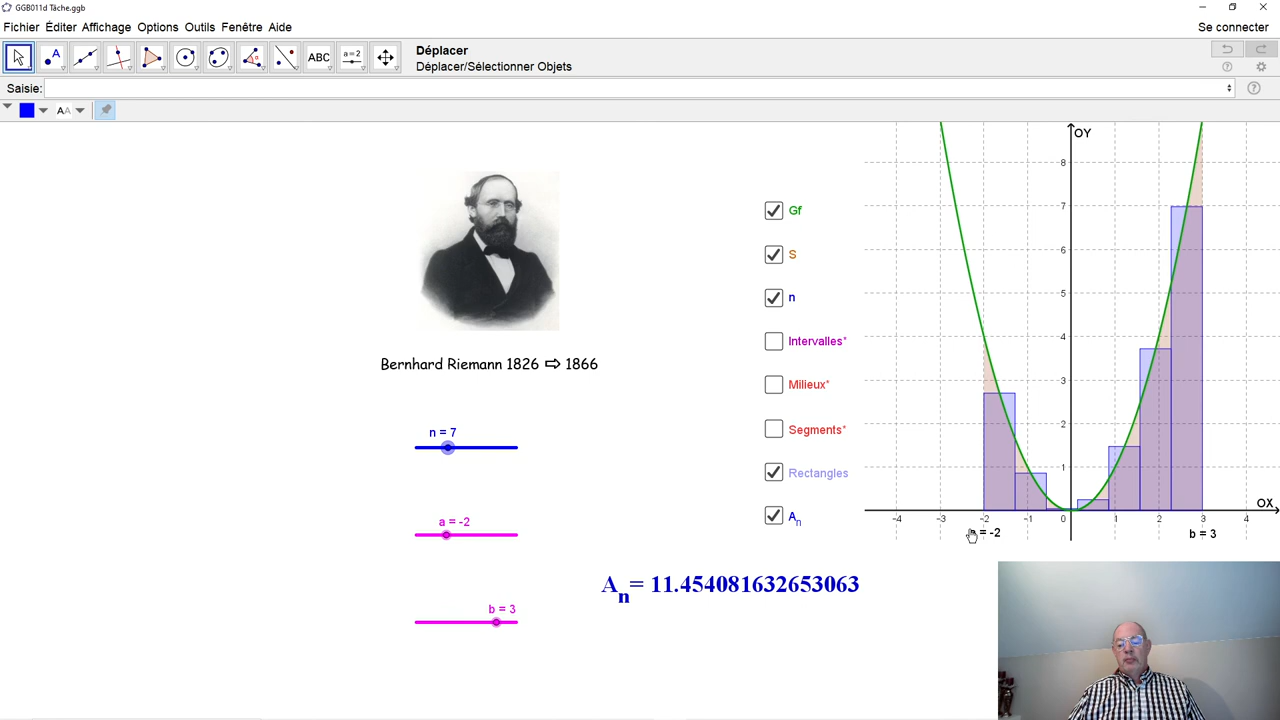 GGB011d Tâche.ggb
Fichier Éditer Affichage Options Outils Fenêtre Aide
Se connecter
A
ABC
a=2
Déplacer
Déplacer/Sélectionner Objets
Saisie:
AA
OY
8
7
6
5
4
3
2
1
-4 -3 -2 -1 0 1 2 3 4
OX
= -2
b = 3
Gf
S
n
Intervalles*
Milieux*
Segments*
Rectangles
An
Bernhard Riemann 1826 ⇨ 1866
n = 7
a = -2
b = 3
An= 11.454081632653063